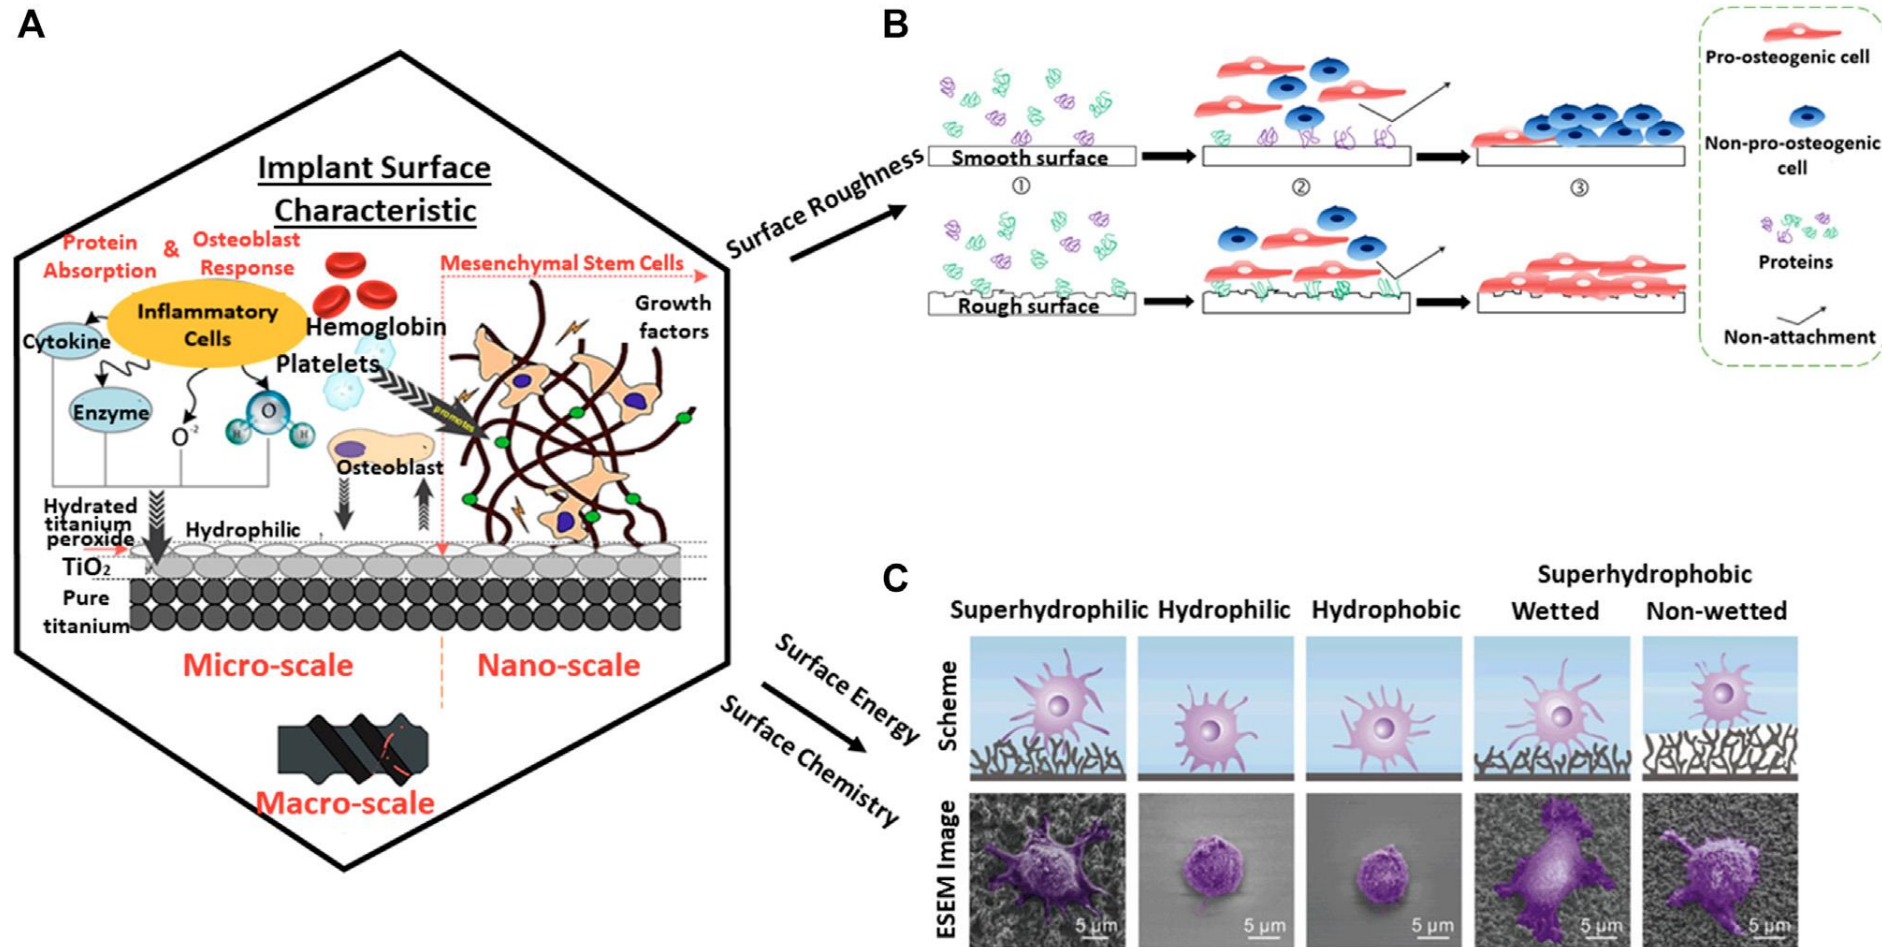 A
Implant Surface
Characteristic
Protein
Absorption
&
Osteoblast
Response
Mesenchymal Stem Cells
Inflammatory
Cells
Cytokine
Hemoglobin
Platelets
Growth
factors
Enzyme
promotes
O-2
O
H
H
Osteoblast
Hydrated
titanium
peroxide
Hydrophilic
TiO2
Pure
titanium
Micro-scale
Nano-scale
Macro-scale
Surface Roughness
Surface Energy
Surface Chemistry
B
Smooth surface
①
②
③
Rough surface
Pro-osteogenic cell
Non-pro-osteogenic
cell
Proteins
Non-attachment
C
Superhydrophobic
Superhydrophilic
Hydrophilic
Hydrophobic
Wetted
Non-wetted
Scheme
ESEM Image
5 μm
5 μm
5 μm
5 μm
5 μm